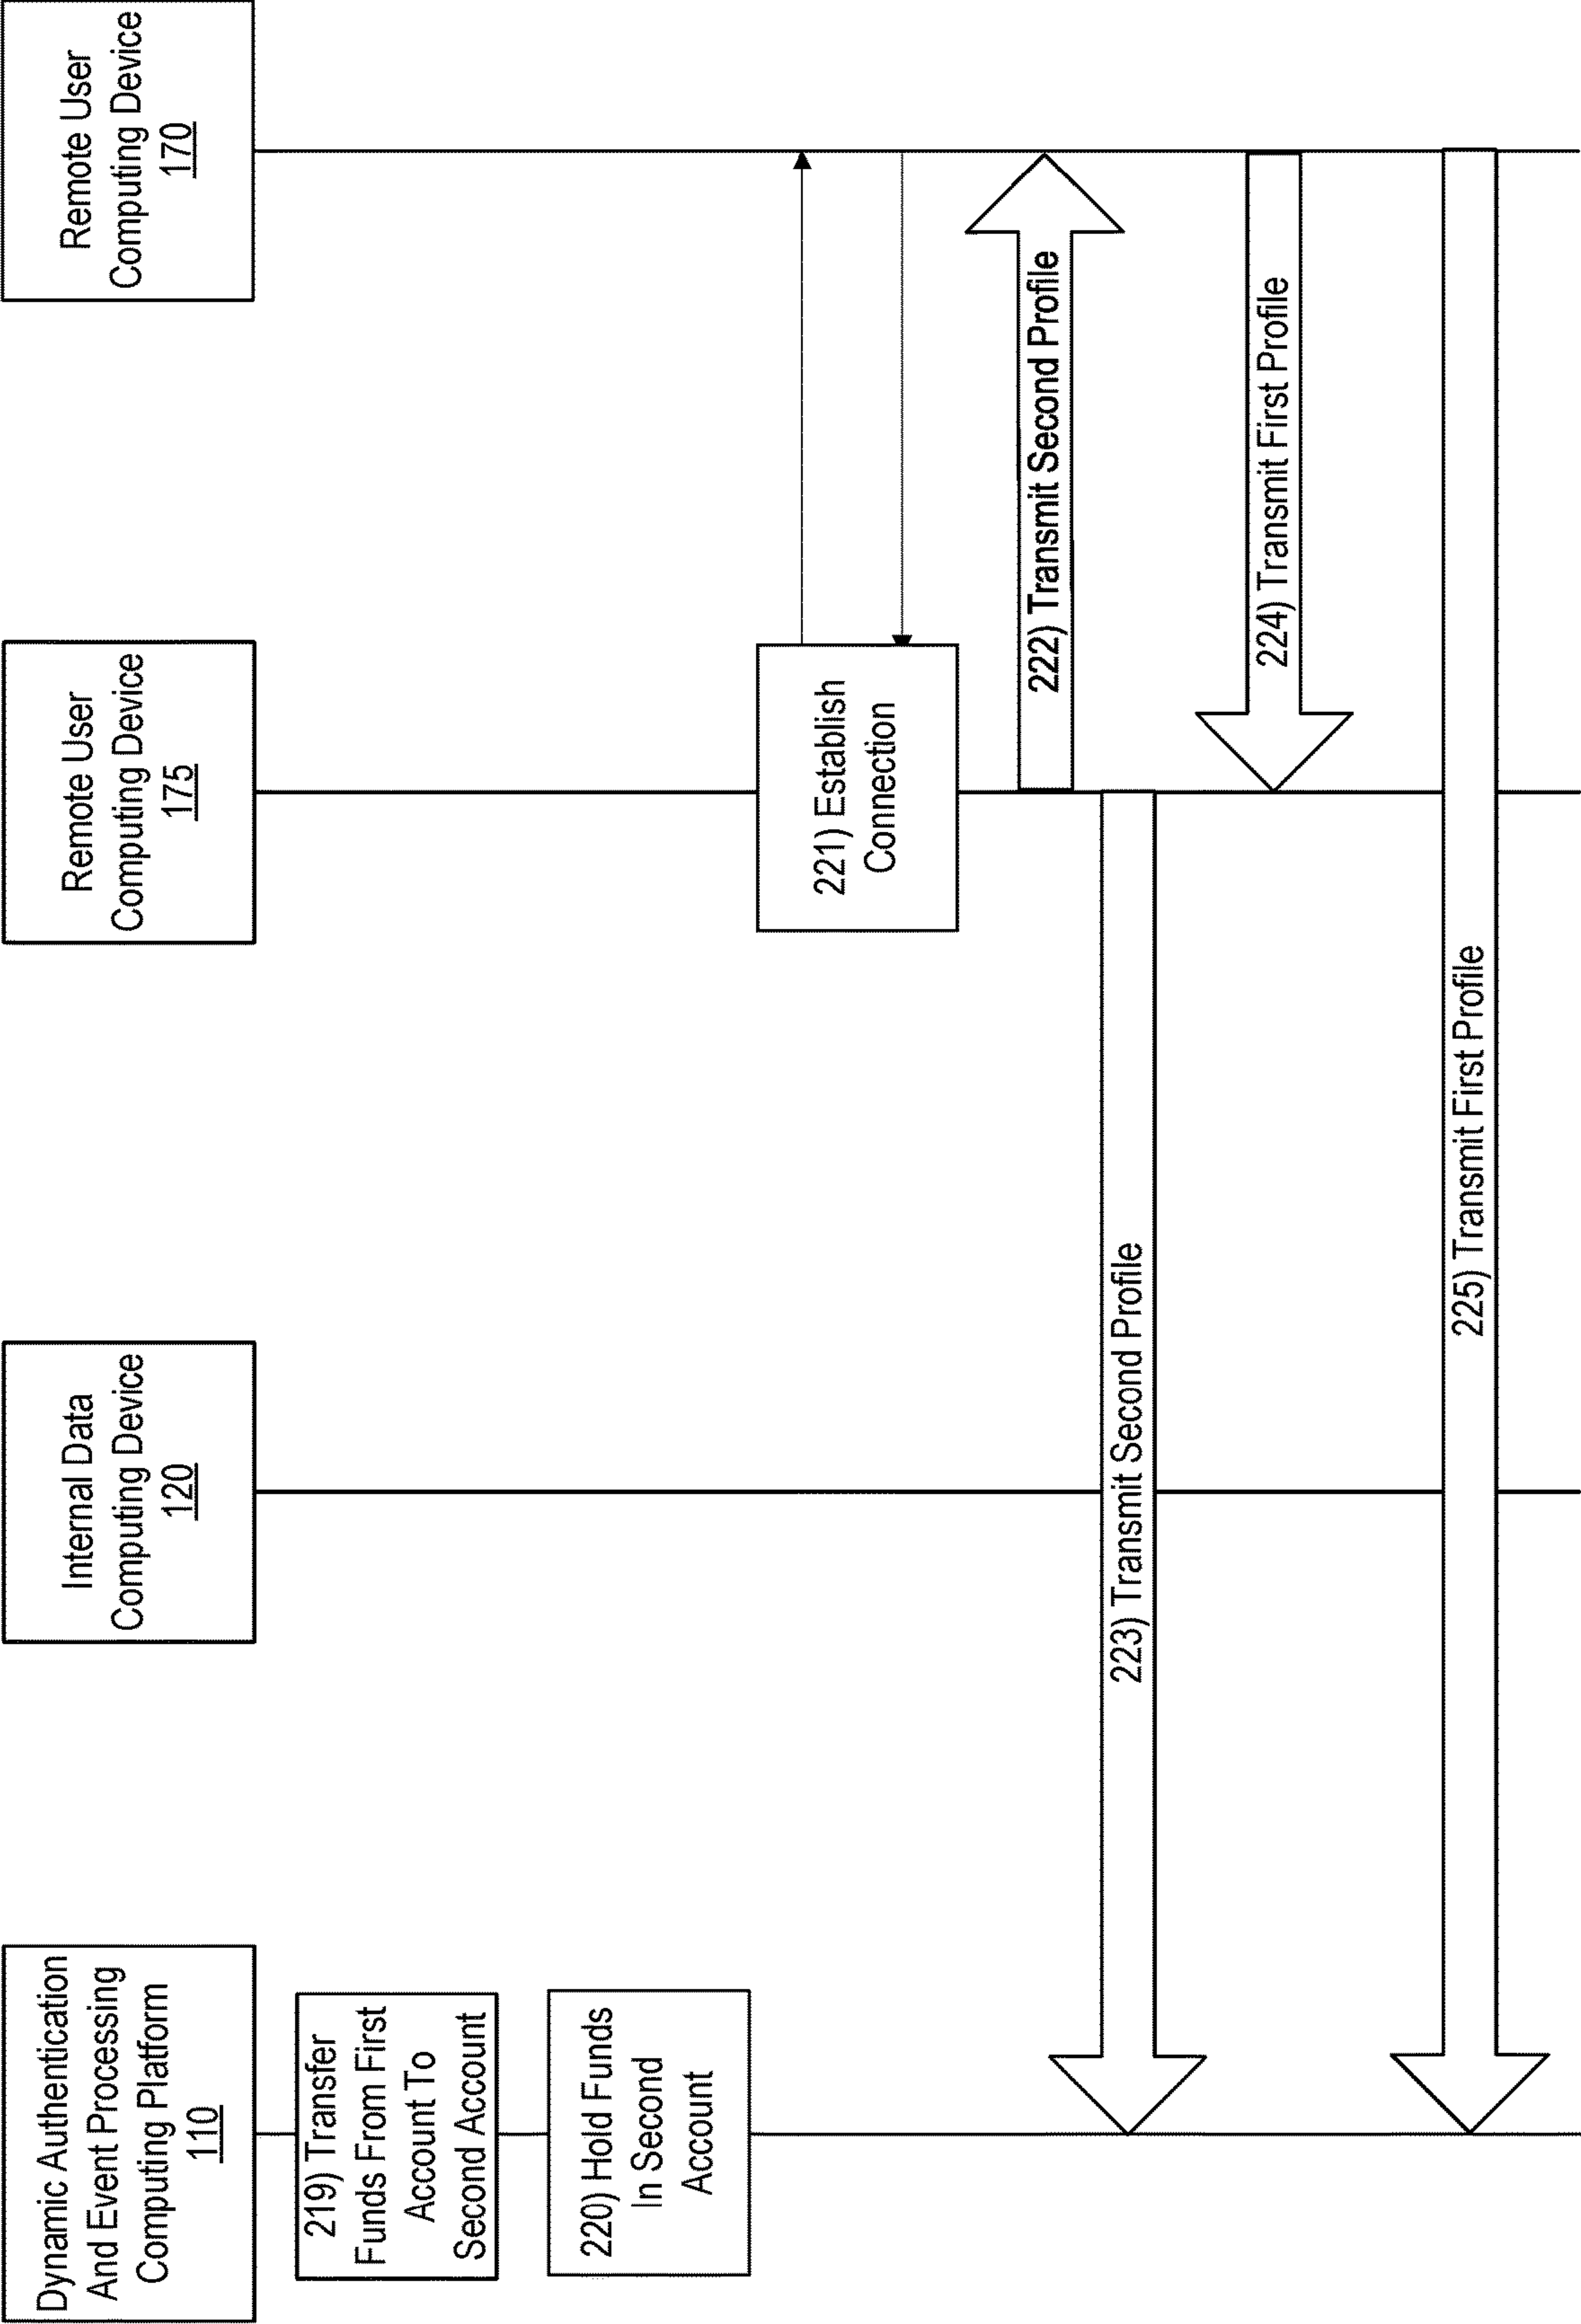 Dynamic Authentication
And Event Processing
Computing Platform
110
Internal Data
Computing Device
120
Remote User
Computing Device
175
Remote User
Computing Device
170
219) Transfer
Funds From First
Account To
Second Account
220) Hold Funds
In Second
Account
221) Establish
Connection
222) Transmit Second Profile
223) Transmit Second Profile
224) Transmit First Profile
225) Transmit First Profile